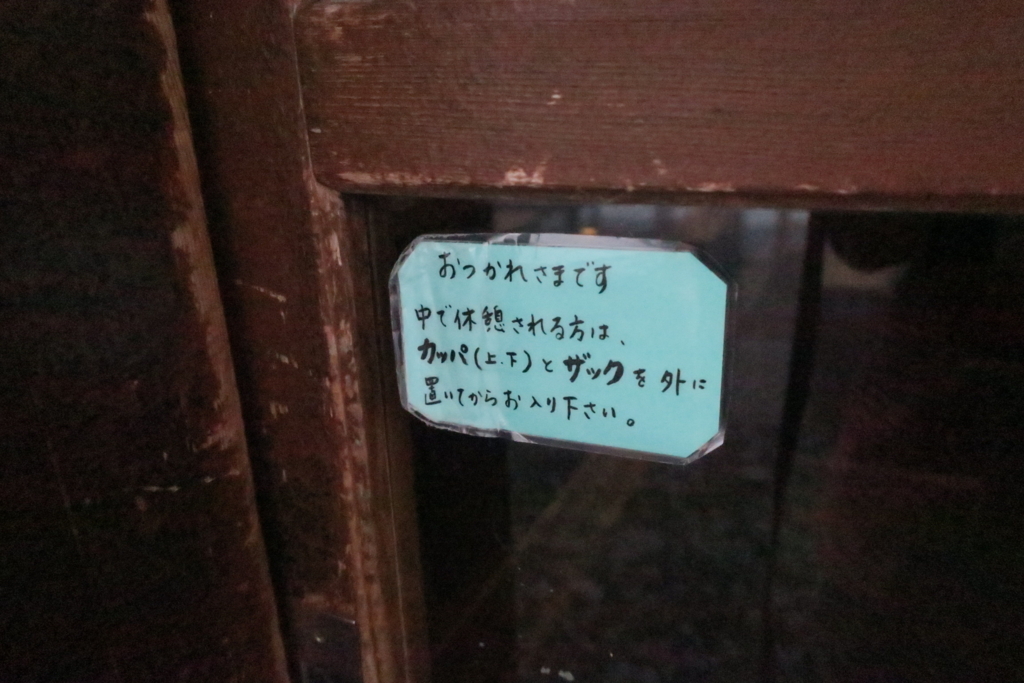 おつかれさまです
中で休憩される方は、
カッパ(上.下)とザックを外に
置いてからお入り下さい。